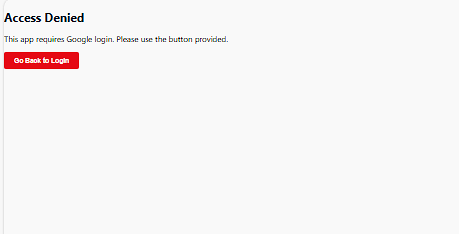 Access Denied
This app requires Google login. Please use the button provided.
Go Back to Login